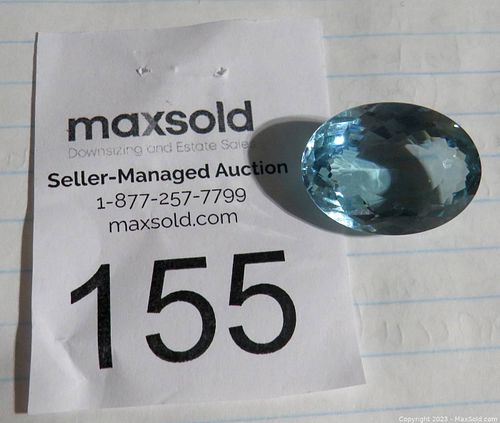 maxsold
Downsizing and Estate Sales
Seller-Managed Auction
1-877-257-7799
maxsold.com
155
Copyright 2023 - MaxSold.com